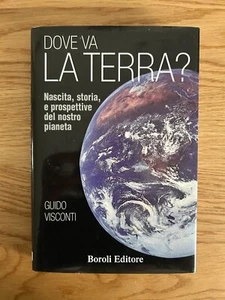 DOVE VA
LA TERRA?
Nascita, storia,
e prospettive
del nostro
pianeta
GUIDO
VISCONTI
Boroli Editore